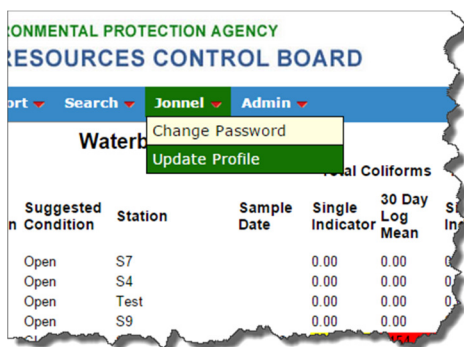 RONMENTAL PROTECTION AGENCY
RESOURCES CONTROL BOARD
ort Search Jonnel Admin
Change Password
Update Profile
Waterb
Total Coliforms
Suggested Condition Station Sample Date Single Indicator 30 Day Log Mean
Open S7 0.00 0.00
Open S4 0.00 0.00
Open Test 0.00 0.00
Open S9 0.00 0.00